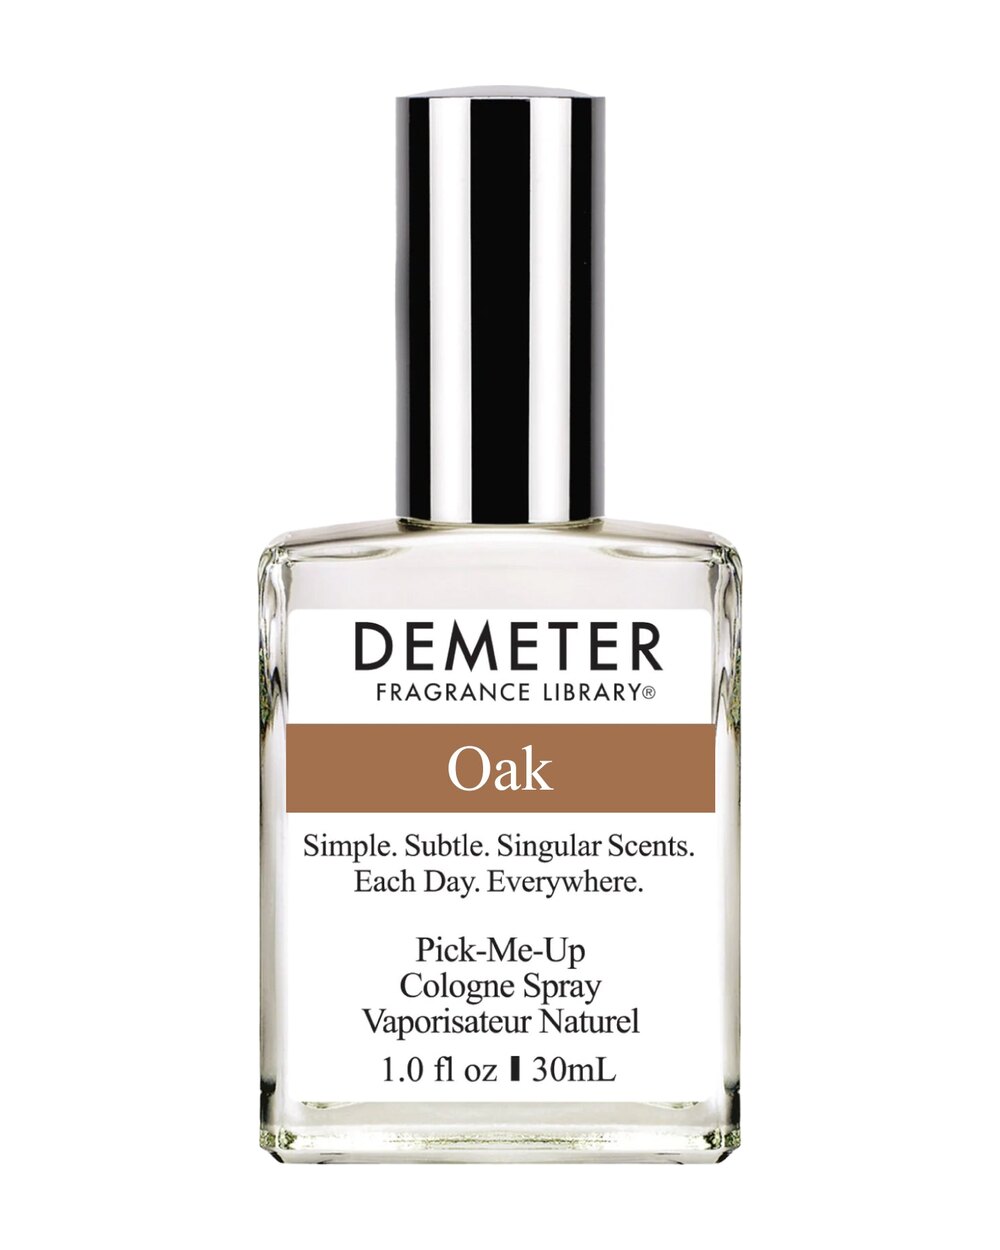 DEMETER
FRAGRANCE LIBRARY®
Oak
Simple. Subtle. Singular Scents.
Each Day. Everywhere.
Pick-Me-Up
Cologne Spray
Vaporisateur Naturel
1.0 fl oz ▮ 30mL